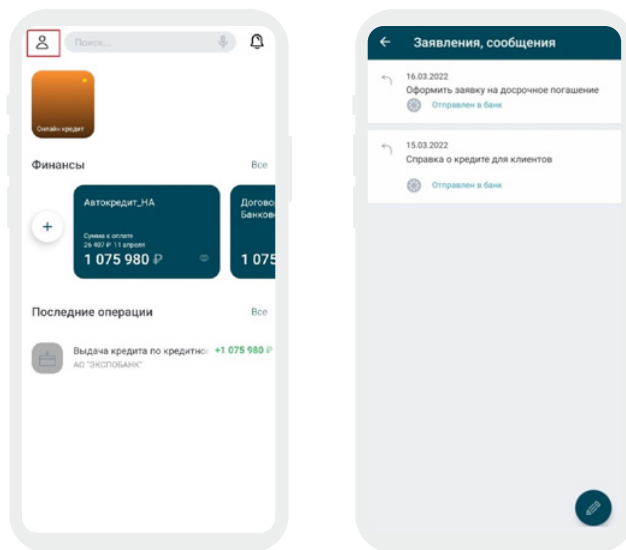 Поиск...
Онлайн кредит
Финансы
Все
Автокредит_НА
Сумма к оплате
26 407 ₽ 11 апреля
1 075 980 ₽
Догово
Банков
1 075
Последние операции
Все
Выдача кредита по кредитно
+1 075 980 ₽
АО "ЭКСПОБАНК"
Заявления, сообщения
16.03.2022
Оформить заявку на досрочное погашение
Отправлен в банк
15.03.2022
Справка о кредите для клиентов
Отправлен в банк